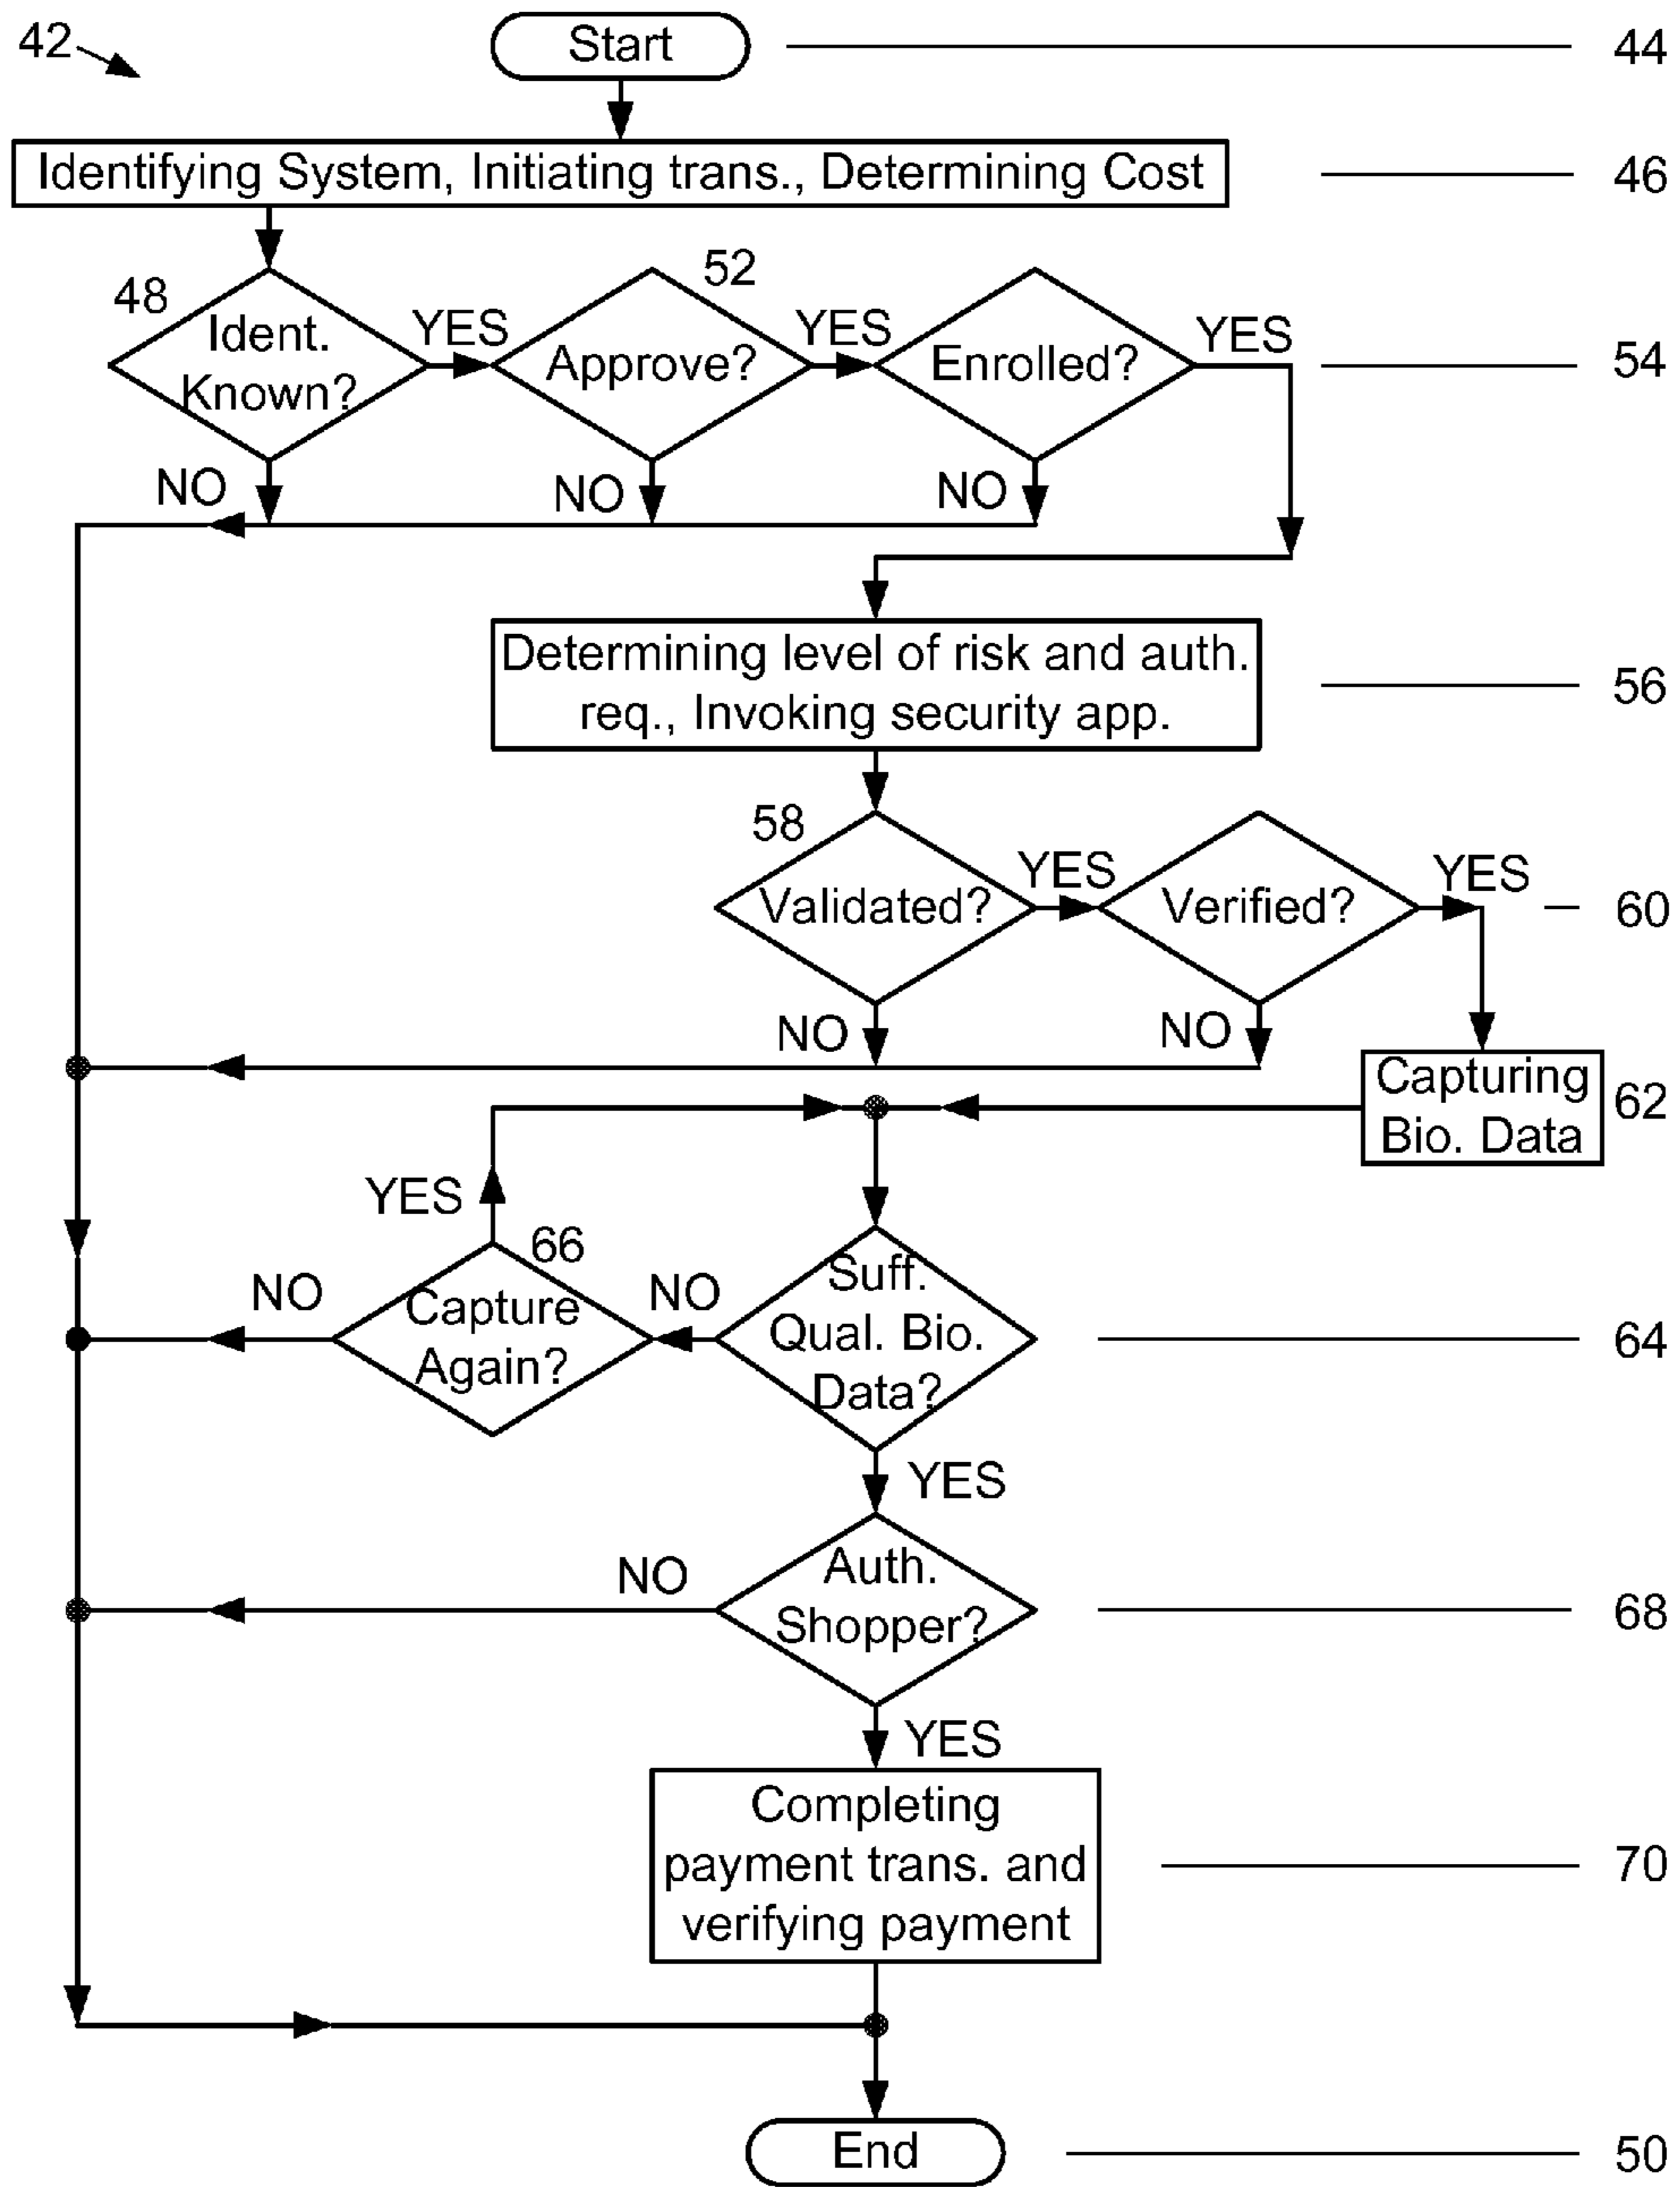 42
Start
44
Identifying System, Initiating trans., Determining Cost
46
48
Ident.
Known?
YES
52
Approve?
YES
Enrolled?
YES
54
NO
NO
NO
Determining level of risk and auth.
req., Invoking security app.
56
58
Validated?
YES
Verified?
YES
60
NO
NO
Capturing
Bio. Data
62
YES
66
Capture
Again?
NO
NO
Suff.
Qual. Bio.
Data?
64
YES
NO
Auth.
Shopper?
68
YES
Completing
payment trans. and
verifying payment
70
End
50